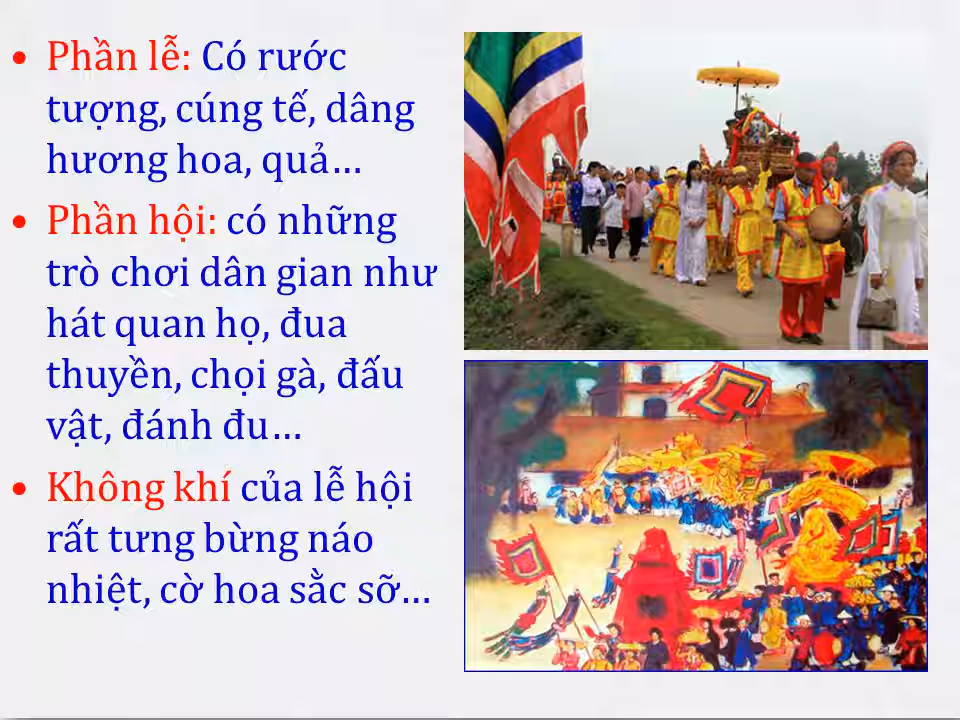 • Phần lễ: Có rước
tượng, cúng tế, dâng
hương hoa, quả…
• Phần hội: có những
trò chơi dân gian như
hát quan họ, đua
thuyền, chọi gà, đấu
vật, đánh đu…
• Không khí của lễ hội
rất tưng bừng náo
nhiệt, cờ hoa sặc sỡ…